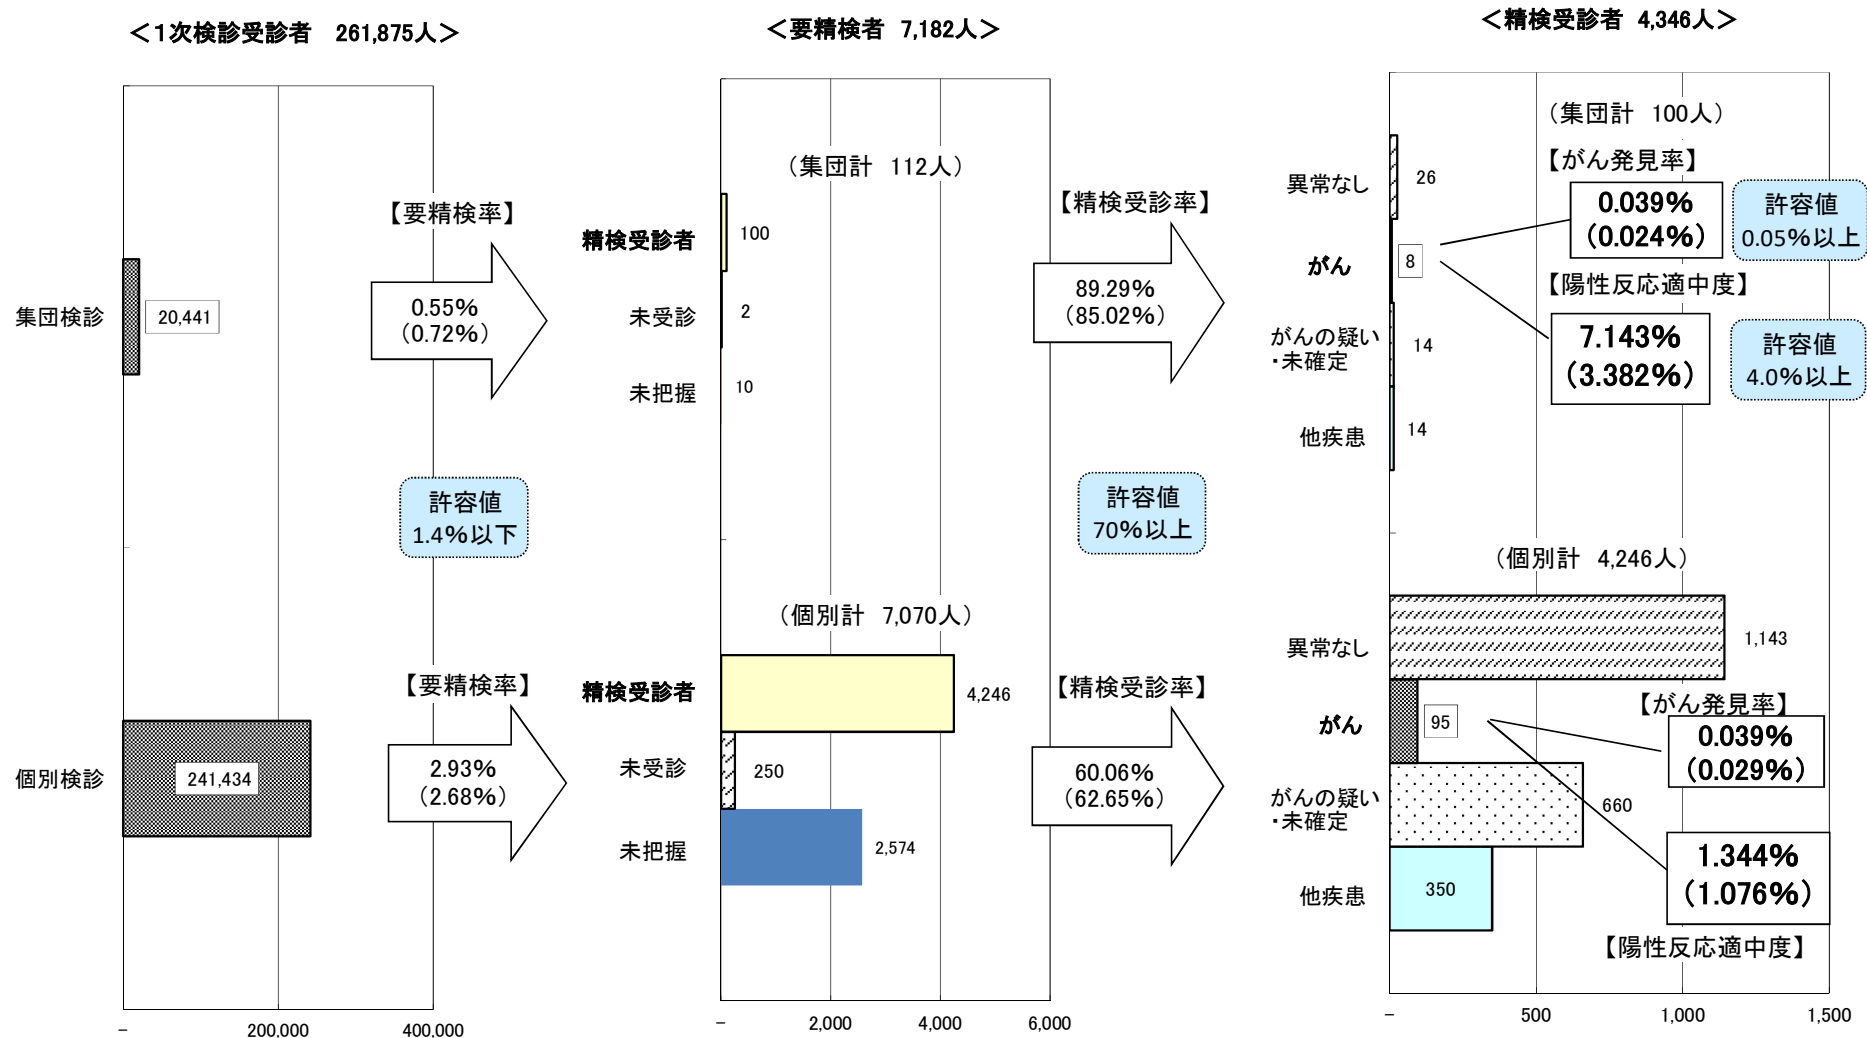 ＜1次検診受診者　261,875人＞
集団検診
20,441
個別検診
241,434
－
200,000
400,000
【要精検率】
0.55%
（0.72%）
許容値
1.4%以下
【要精検率】
2.93%
（2.68%）
＜要精検者　7,182人＞
（集団計　112人）
精検受診者
100
未受診
2
未把握
10
（個別計　7,070人）
精検受診者
4,246
未受診
250
未把握
2,574
－
2,000
4,000
6,000
【精検受診率】
89.29%
（85.02%）
許容値
70%以上
【精検受診率】
60.06%
（62.65%）
＜精検受診者　4,346人＞
（集団計　100人）
異常なし
26
がん
8
がんの疑い
・未確定
14
他疾患
14
【がん発見率】
0.039%
（0.024%）
許容値
0.05%以上
【陽性反応適中度】
7.143%
（3.382%）
許容値
4.0%以上
（個別計　4,246人）
異常なし
1,143
がん
95
がんの疑い
・未確定
660
他疾患
350
【がん発見率】
0.039%
（0.029%）
1.344%
（1.076%）
【陽性反応適中度】
－
500
1,000
1,500